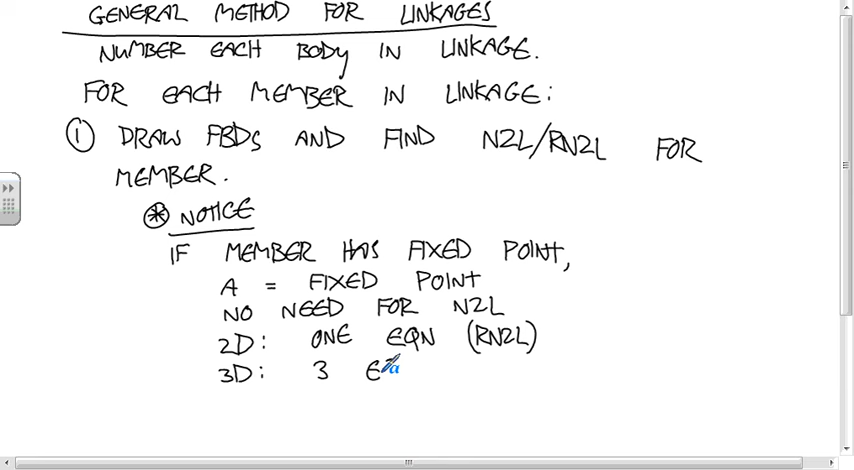 GENERAL METHOD FOR LINKAGES
NUMBER EACH BODY IN LINKAGE.
FOR EACH MEMBER IN LINKAGE:
① DRAW FBDS AND FIND N2L/RN2L FOR
MEMBER.
* NOTICE
IF MEMBER HAS FIXED POINT,
A = FIXED POINT
NO NEED FOR N2L
2D: ONE EQN (RN2L)
3D: 3 E